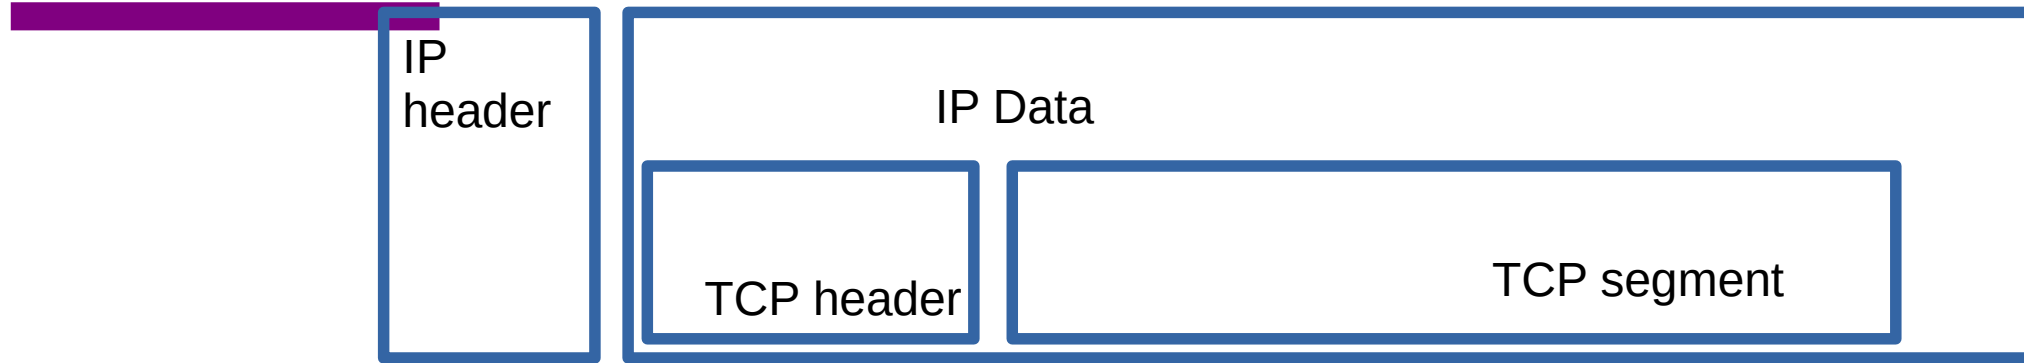 IP
header
IP Data
TCP header
TCP segment